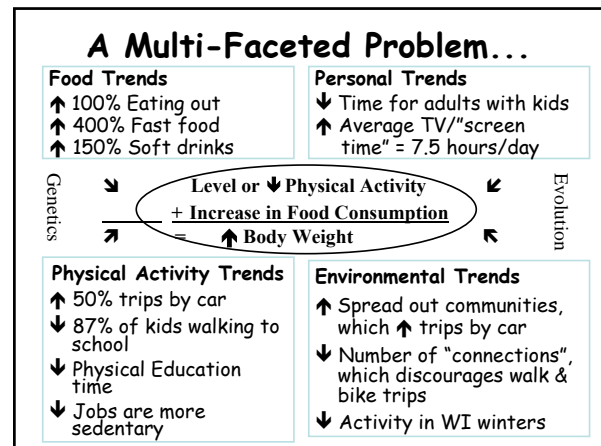 A Multi-Faceted Problem...
Food Trends
↑ 100% Eating out
↑ 400% Fast food
↑ 150% Soft drinks
Personal Trends
↓ Time for adults with kids
↑ Average TV/"screen
time" = 7.5 hours/day
Genetics
Level or ↓ Physical Activity
+ Increase in Food Consumption
= ↑ Body Weight
Evolution
Physical Activity Trends
↑ 50% trips by car
↓ 87% of kids walking to
school
↓ Physical Education
time
↓ Jobs are more
sedentary
Environmental Trends
↑ Spread out communities,
which ↑ trips by car
↓ Number of “connections”,
which discourages walk &
bike trips
↓ Activity in WI winters